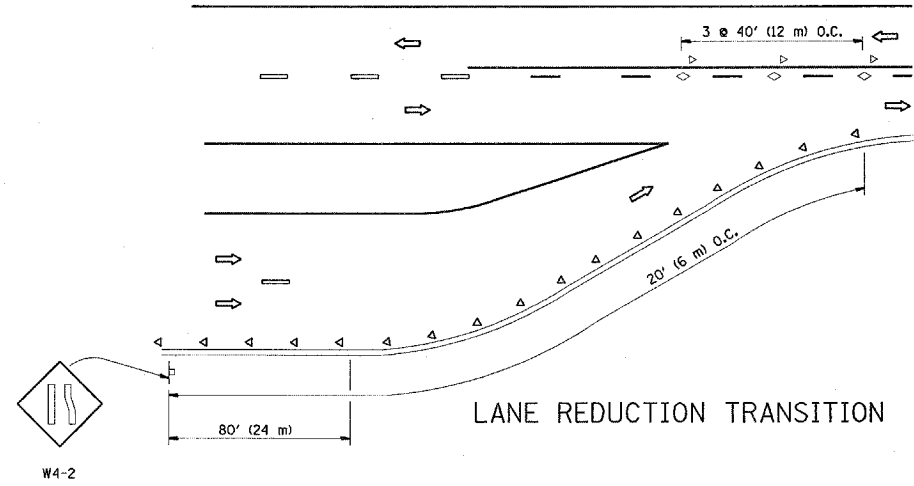 3 @ 40' (12 m) O.C.
20' (6 m) O.C.
80' (24 m)
LANE REDUCTION TRANSITION
W4-2